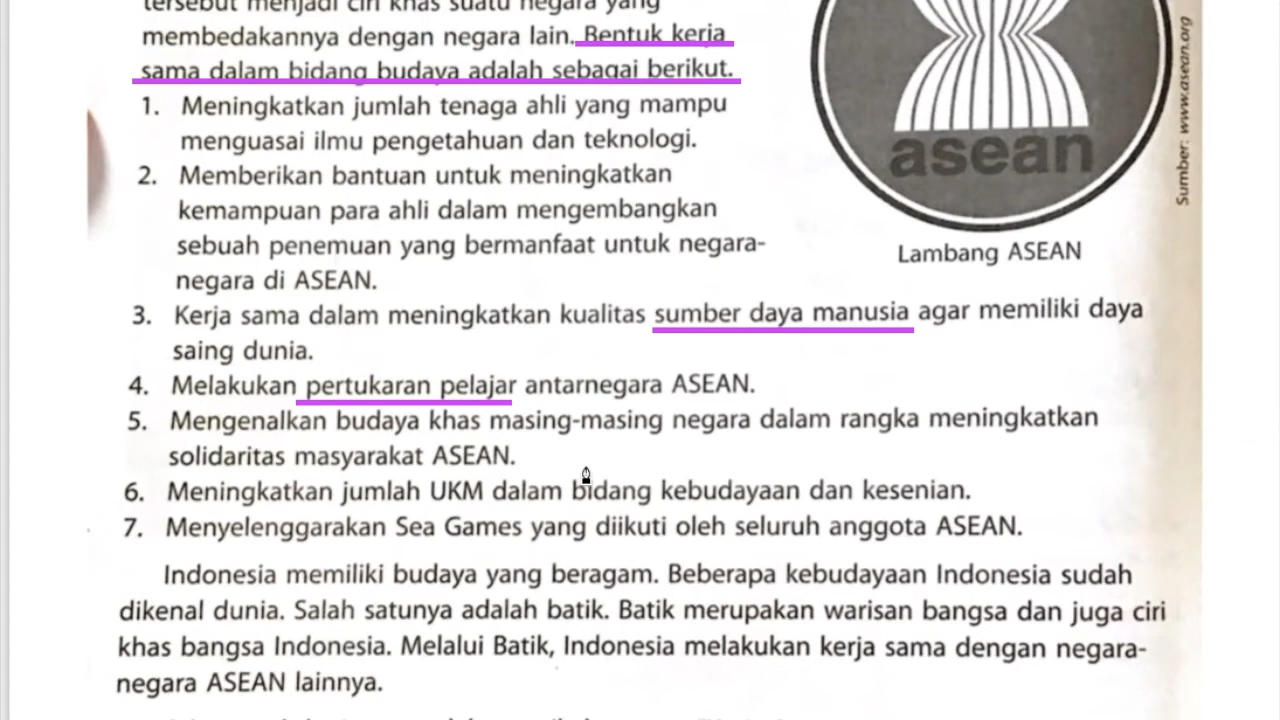 tersebut menjadi ciri khas suatu negara yang
membedakannya dengan negara lain. Bentuk kerja
sama dalam bidang budaya adalah sebagai berikut.
1. Meningkatkan jumlah tenaga ahli yang mampu
menguasai ilmu pengetahuan dan teknologi.
2. Memberikan bantuan untuk meningkatkan
kemampuan para ahli dalam mengembangkan
sebuah penemuan yang bermanfaat untuk negara-
negara di ASEAN.
asean
Sumber: www.asean.org
Lambang ASEAN
3. Kerja sama dalam meningkatkan kualitas sumber daya manusia agar memiliki daya
saing dunia.
4. Melakukan pertukaran pelajar antarnegara ASEAN.
5. Mengenalkan budaya khas masing-masing negara dalam rangka meningkatkan
solidaritas masyarakat ASEAN.
6. Meningkatkan jumlah UKM dalam bidang kebudayaan dan kesenian.
7. Menyelenggarakan Sea Games yang diikuti oleh seluruh anggota ASEAN.
Indonesia memiliki budaya yang beragam. Beberapa kebudayaan Indonesia sudah
dikenal dunia. Salah satunya adalah batik. Batik merupakan warisan bangsa dan juga ciri
khas bangsa Indonesia. Melalui Batik, Indonesia melakukan kerja sama dengan negara-
negara ASEAN lainnya.